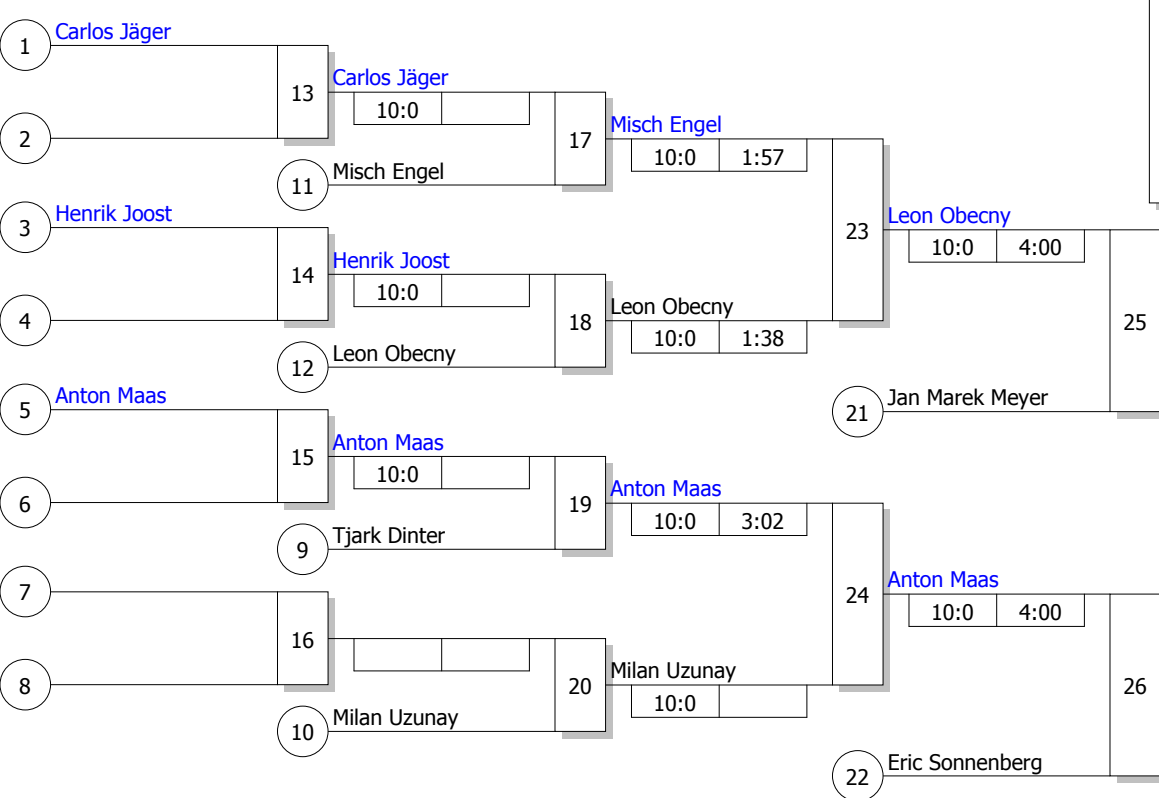 1 Carlos Jäger
13 Carlos Jäger
10:0
2
17 Misch Engel
10:0 1:57
11 Misch Engel
3 Henrik Joost
23 Leon Obecny
10:0 4:00
14 Henrik Joost
10:0
4
18 Leon Obecny
10:0 1:38
12 Leon Obecny
25
5 Anton Maas
21 Jan Marek Meyer
15 Anton Maas
10:0
6
19 Anton Maas
10:0 3:02
9 Tjark Dinter
7
24 Anton Maas
10:0 4:00
16
8
20 Milan Uzunay
10:0
10 Milan Uzunay
26
22 Eric Sonnenberg